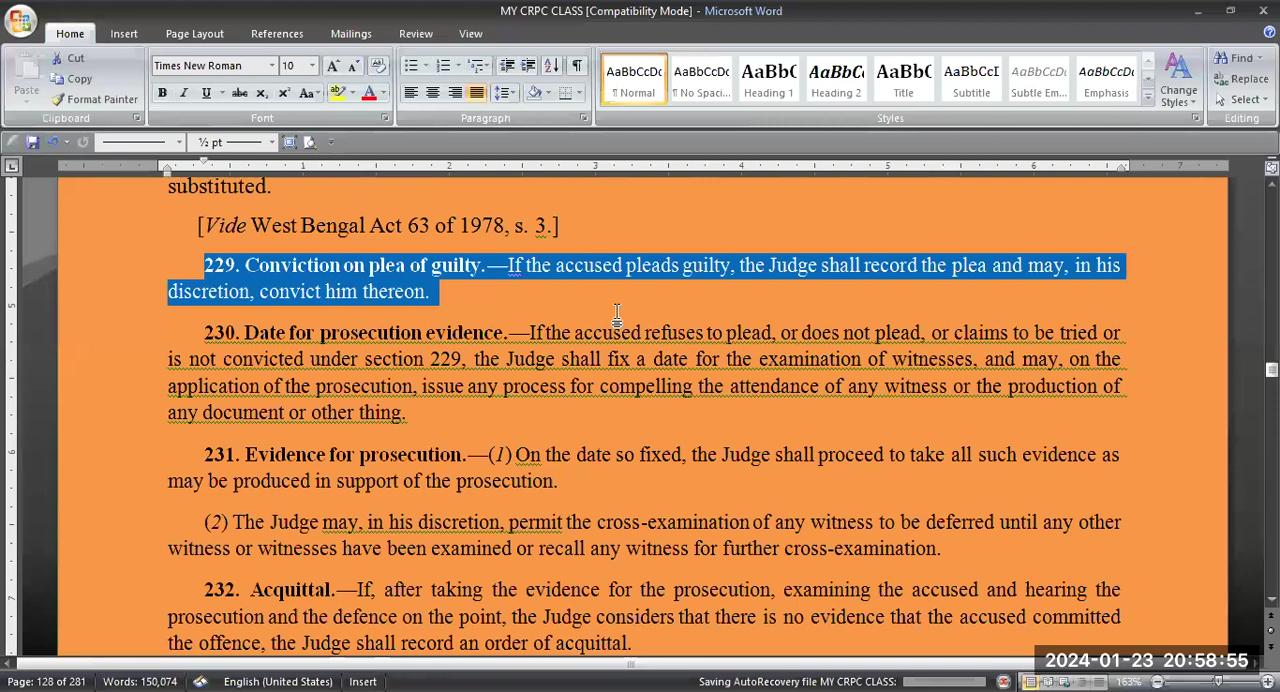 MY CRPC CLASS [Compatibility Mode] - Microsoft Word
Home Insert Page Layout References Mailings Review View
Paste
Cut
Copy
Format Painter
Clipboard
Times New Roman 10
B I U abc X₂ X² Aa
Font
Paragraph
AaBbCcDc AaBbCcDc AaBbC AaBbCc AaBbC AaBbCcI AaBbCcDc AaBbCcDc
¶ Normal ¶ No Spaci... Heading 1 Heading 2 Title Subtitle Subtle Em... Emphasis
Change Styles
Styles
Find
Replace
Select
Editing
½ pt
1 2 3 4 5 6 7
substituted.
[Vide West Bengal Act 63 of 1978, s. 3.]
229. Conviction on plea of guilty.—If the accused pleads guilty, the Judge shall record the plea and may, in his
discretion, convict him thereon.
230. Date for prosecution evidence.—If the accused refuses to plead, or does not plead, or claims to be tried or
is not convicted under section 229, the Judge shall fix a date for the examination of witnesses, and may, on the
application of the prosecution, issue any process for compelling the attendance of any witness or the production of
any document or other thing.
231. Evidence for prosecution.—(1) On the date so fixed, the Judge shall proceed to take all such evidence as
may be produced in support of the prosecution.
(2) The Judge may, in his discretion, permit the cross-examination of any witness to be deferred until any other
witness or witnesses have been examined or recall any witness for further cross-examination.
232. Acquittal.—If, after taking the evidence for the prosecution, examining the accused and hearing the
prosecution and the defence on the point, the Judge considers that there is no evidence that the accused committed
the offence, the Judge shall record an order of acquittal.
2024-01-23 20:58:55
Page: 128 of 281 Words: 150,074 English (United States) Insert Saving AutoRecovery file MY CRPC CLASS: 163%